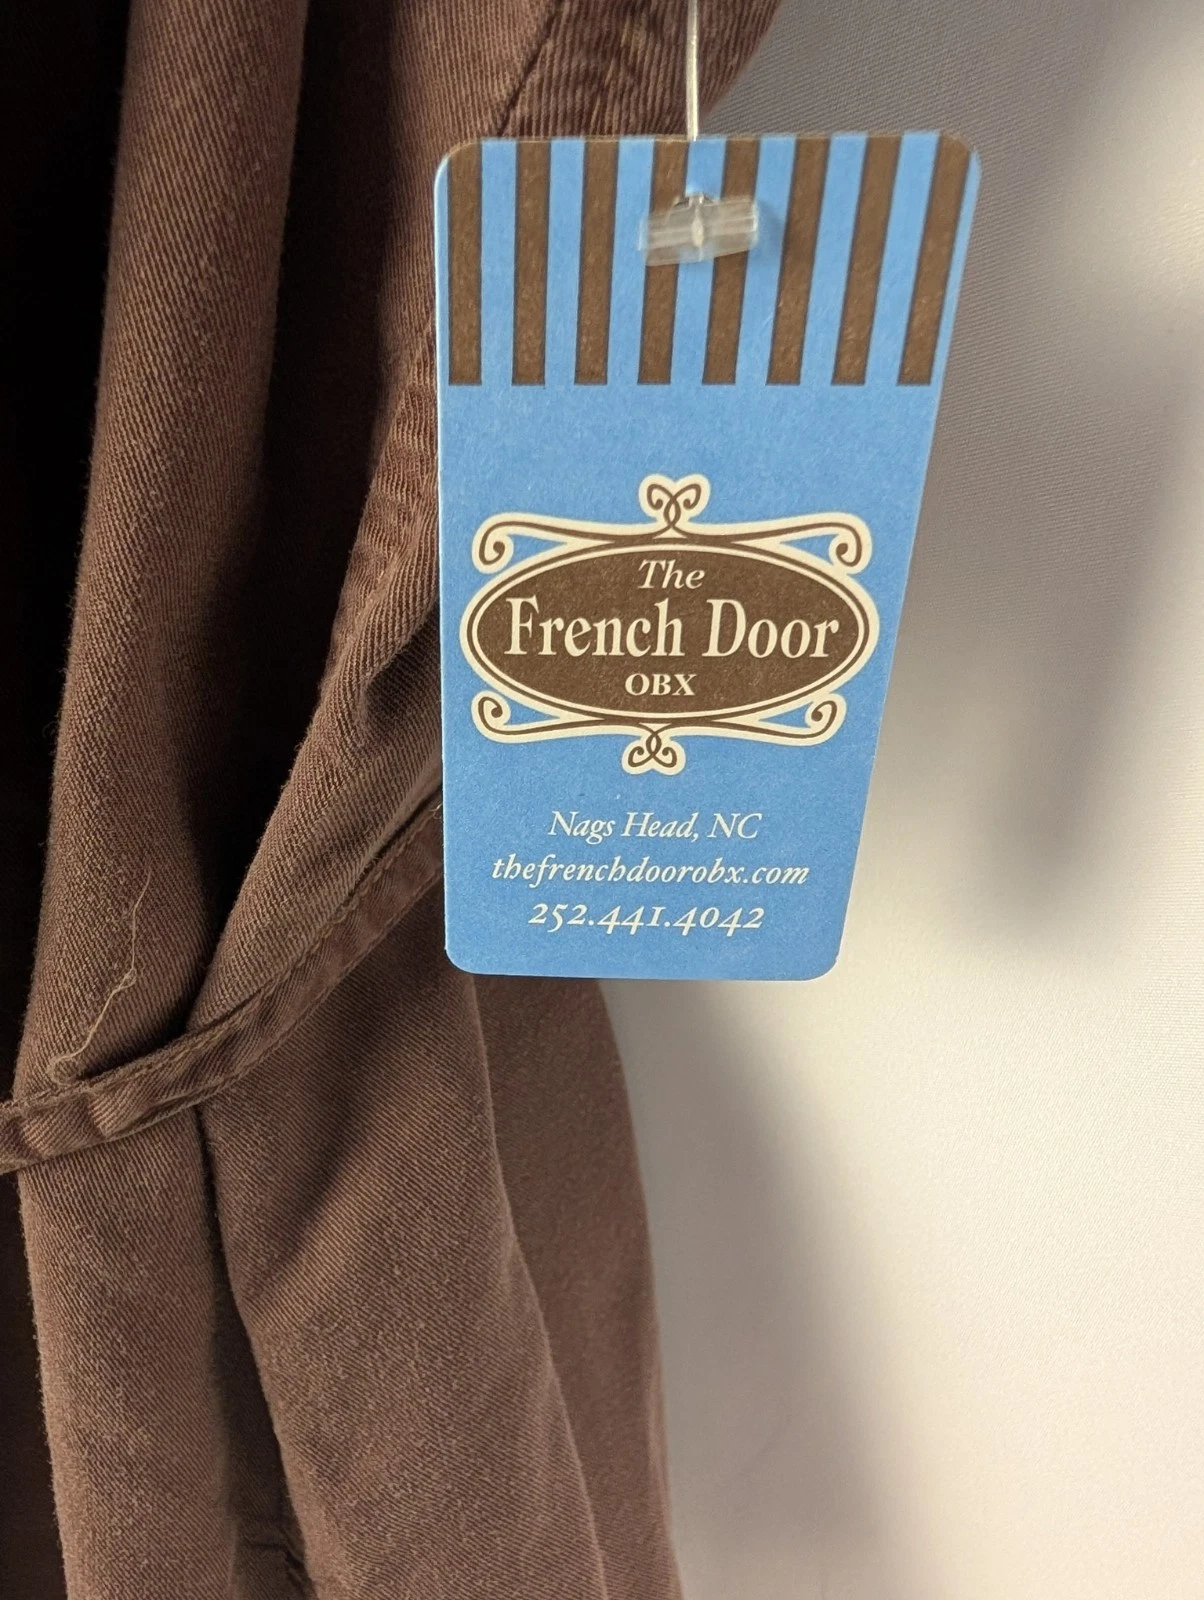 The
French Door
OBX
Nags Head, NC
thefrenchdoorobx.com
252.441.4042